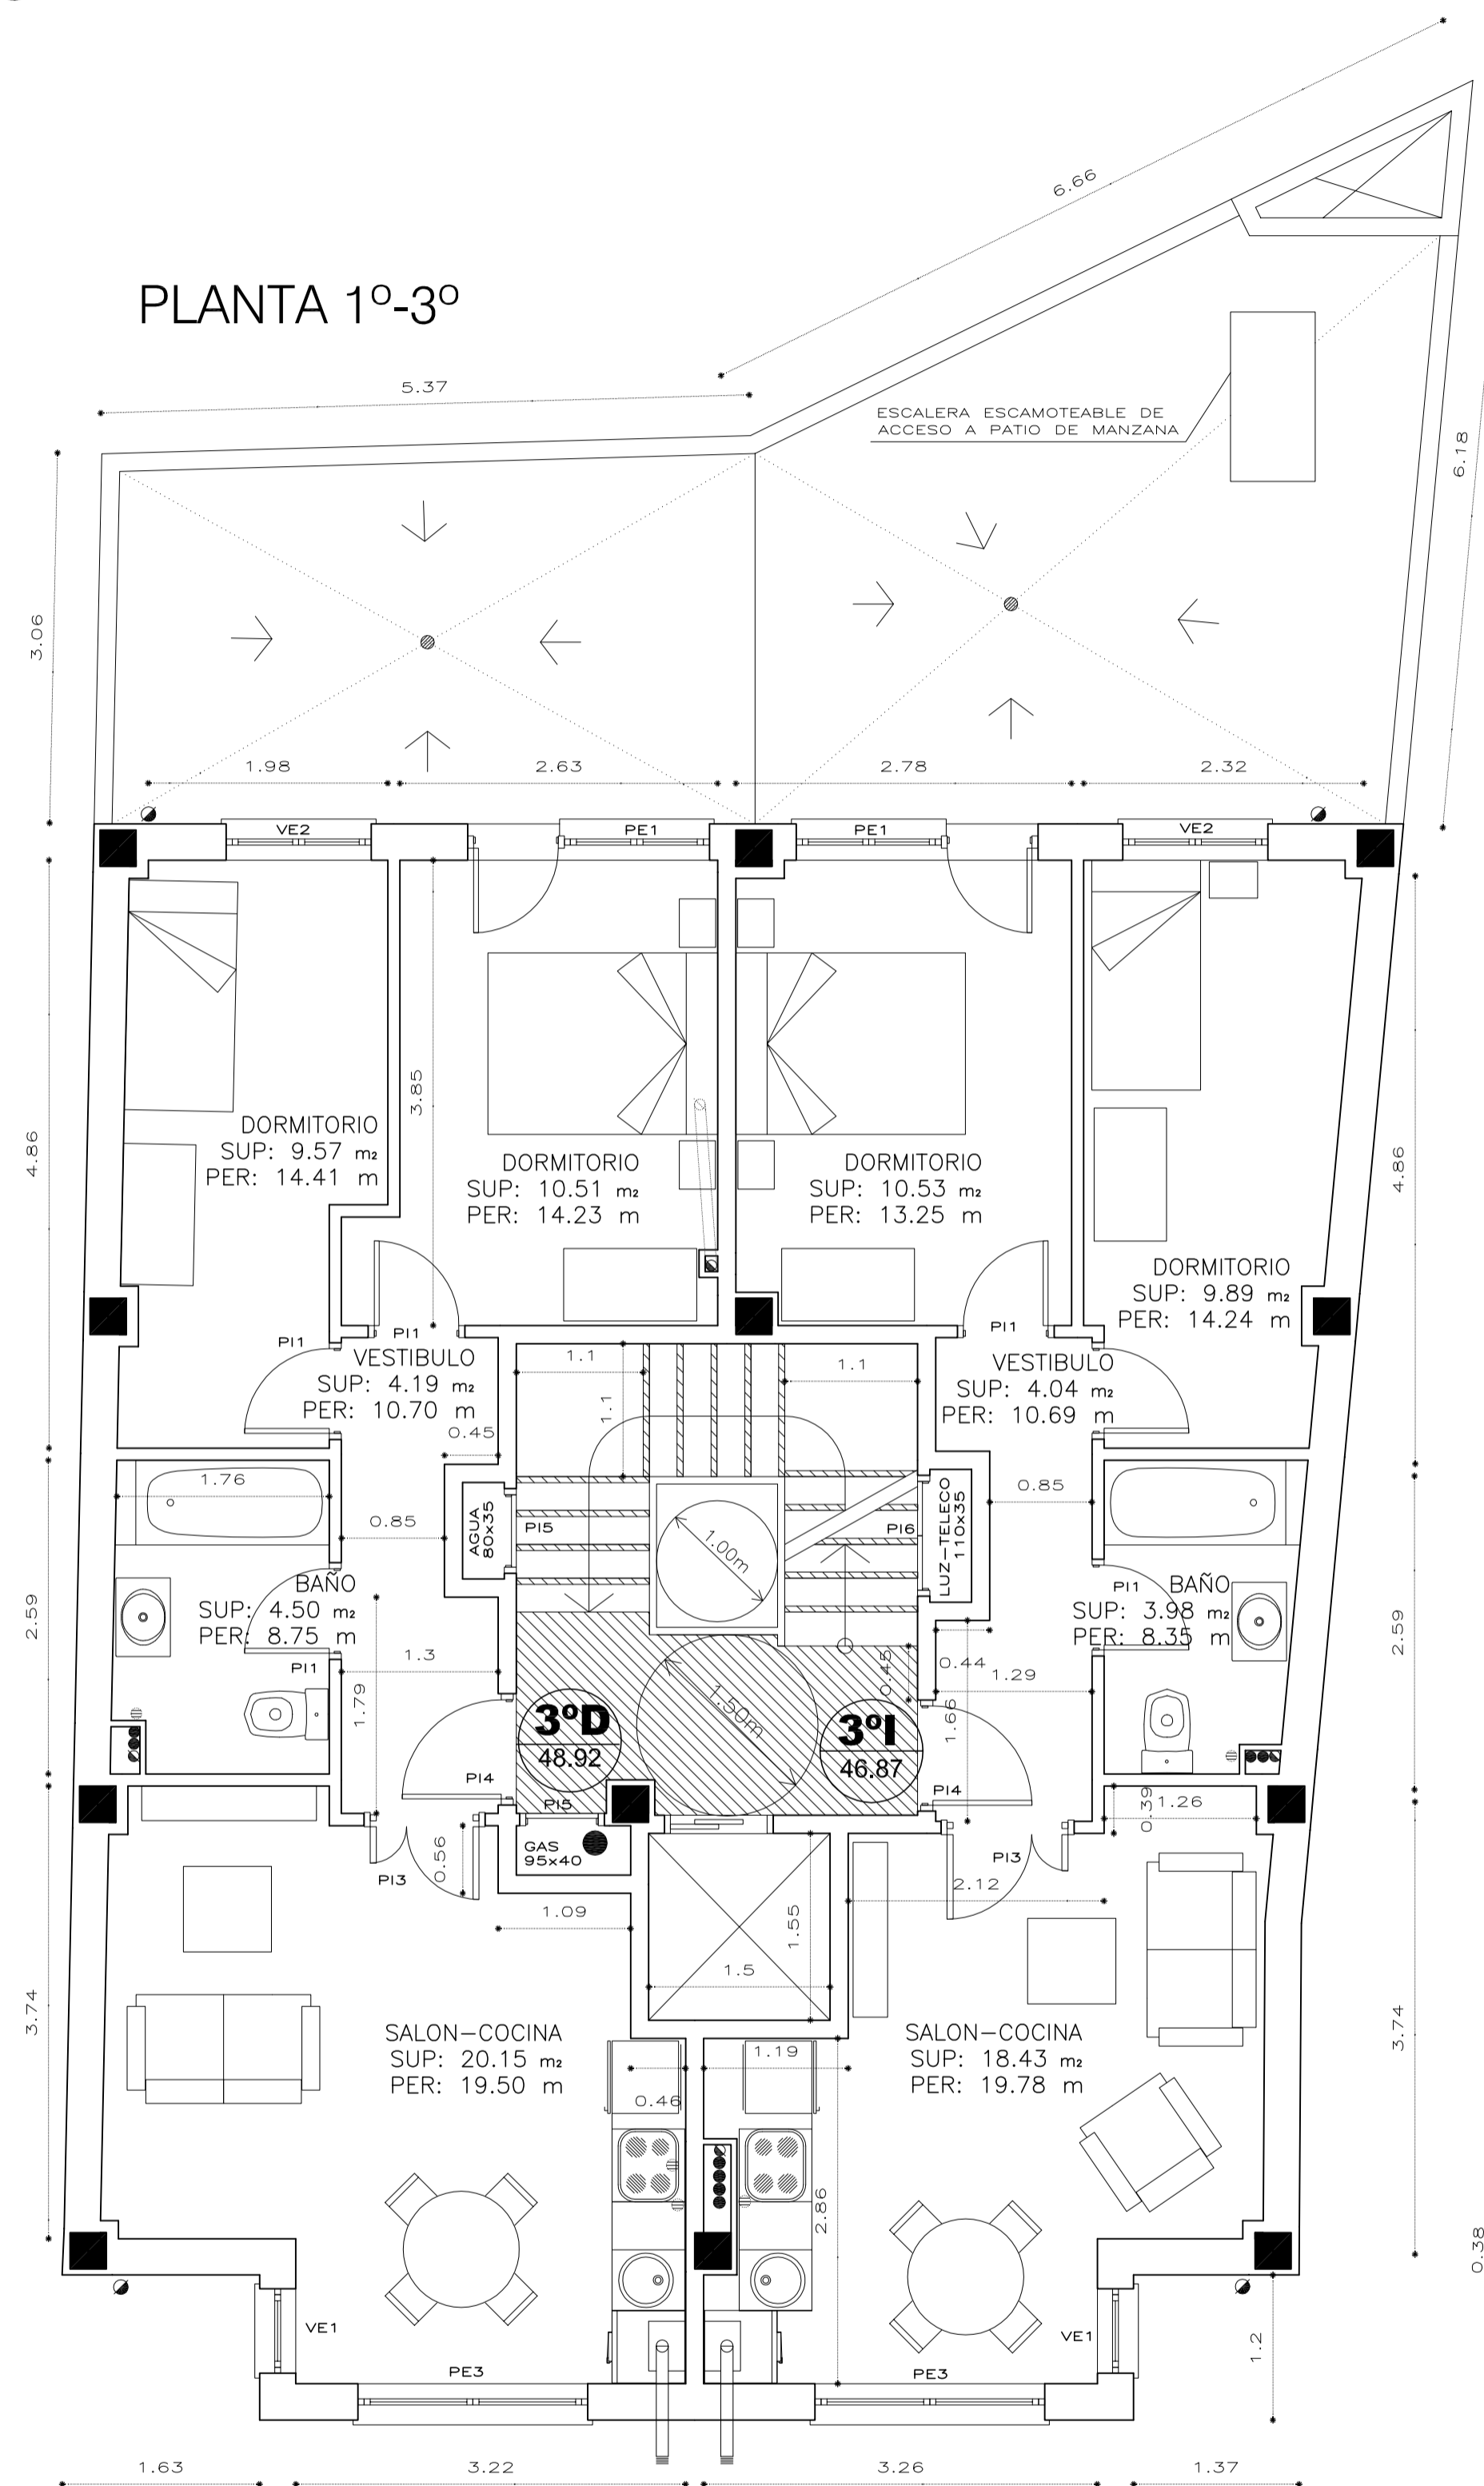 6.66
PLANTA 1º-3º
5.37
ESCALERA ESCAMOTEABLE DE
ACCESO A PATIO DE MANZANA
6.18
3.06
1.98
2.63
2.78
2.32
VE2
PE1
PE1
VE2
3.85
4.86
4.86
DORMITORIO
SUP: 9.57 m²
PER: 14.41 m
DORMITORIO
SUP: 10.51 m²
PER: 14.23 m
DORMITORIO
SUP: 10.53 m²
PER: 13.25 m
DORMITORIO
SUP: 9.89 m²
PER: 14.24 m
PI1
PI1
PI1
VESTIBULO
SUP: 4.19 m²
PER: 10.70 m
1.1
1.1
1.1
VESTIBULO
SUP: 4.04 m²
PER: 10.69 m
0.45
1.76
0.85
AGUA
80x35
PI5
1.00m
PI6
LUZ-TELECO
110x35
0.85
BAÑO
SUP: 4.50 m²
PER: 8.75 m
PI1
PI1
BAÑO
SUP: 3.98 m²
PER: 8.35 m
2.59
2.59
1.3
1.79
0.45
0.44
1.29
1.66
1.50m
3ºD
48.92
3ºI
46.87
PI4
PI4
PI5
GAS
95x40
0.56
PI3
PI3
0.39
1.26
2.12
1.09
1.55
1.5
3.74
3.74
SALON-COCINA
SUP: 20.15 m²
PER: 19.50 m
SALON-COCINA
SUP: 18.43 m²
PER: 19.78 m
1.19
0.46
2.86
0.38
VE1
VE1
1.2
PE3
PE3
1.63
3.22
3.26
1.37